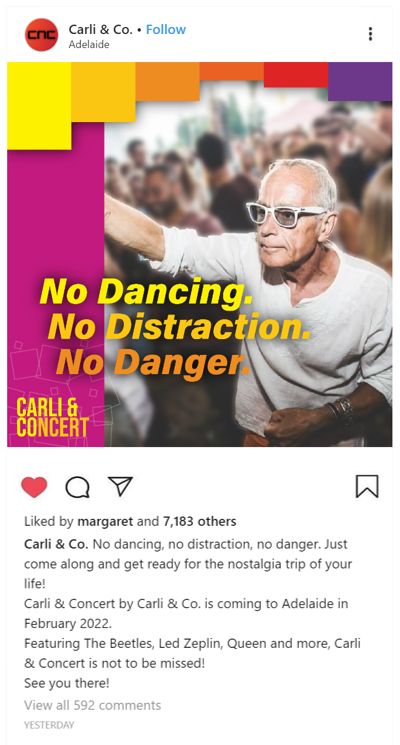 CNC
Carli & Co. • Follow
Adelaide
No Dancing.
No Distraction.
No Danger.
CARLI &
CONCERT
Liked by margaret and 7,183 others
Carli & Co. No dancing, no distraction, no danger. Just
come along and get ready for the nostalgia trip of your
life!
Carli & Concert by Carli & Co. is coming to Adelaide in
February 2022.
Featuring The Beetles, Led Zeplin, Queen and more, Carli
& Concert is not to be missed!
See you there!
View all 592 comments
YESTERDAY